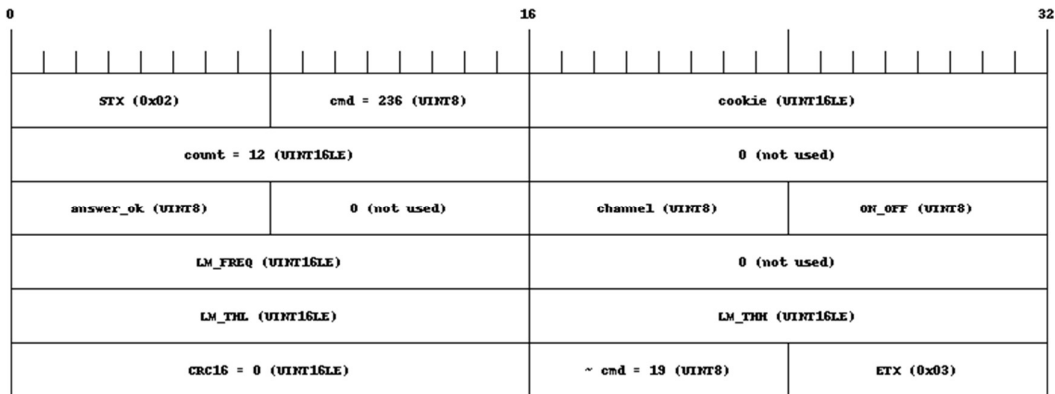 0 16 32
STX (0x02) cmd = 236 (UINT8) cookie (UINT16LE)
count = 12 (UINT16LE) 0 (not used)
answer_ok (UINT8) 0 (not used) channel (UINT8) ON_OFF (UINT8)
LM_FREQ (UINT16LE) 0 (not used)
LM_THL (UINT16LE) LM_THH (UINT16LE)
CRC16 = 0 (UINT16LE) ~ cmd = 19 (UINT8) ETX (0x03)